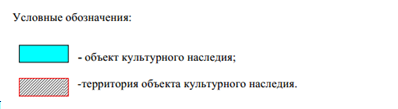 Условные обозначения:
- объект культурного наследия;
-территория объекта культурного наследия.